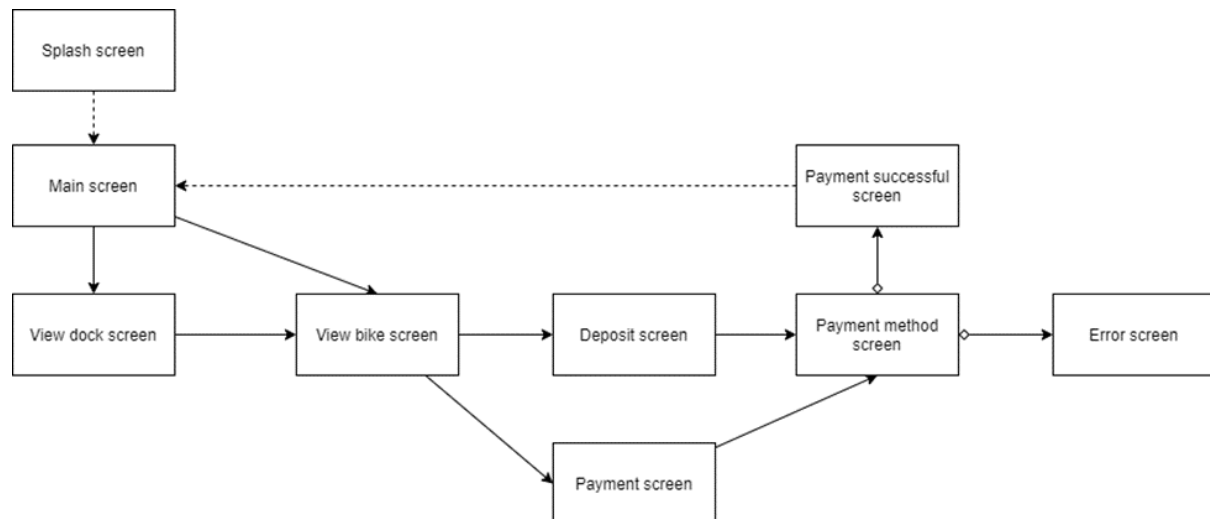 Splash screen
Main screen
Payment successful
screen
View dock screen
View bike screen
Deposit screen
Payment method
screen
Error screen
Payment screen